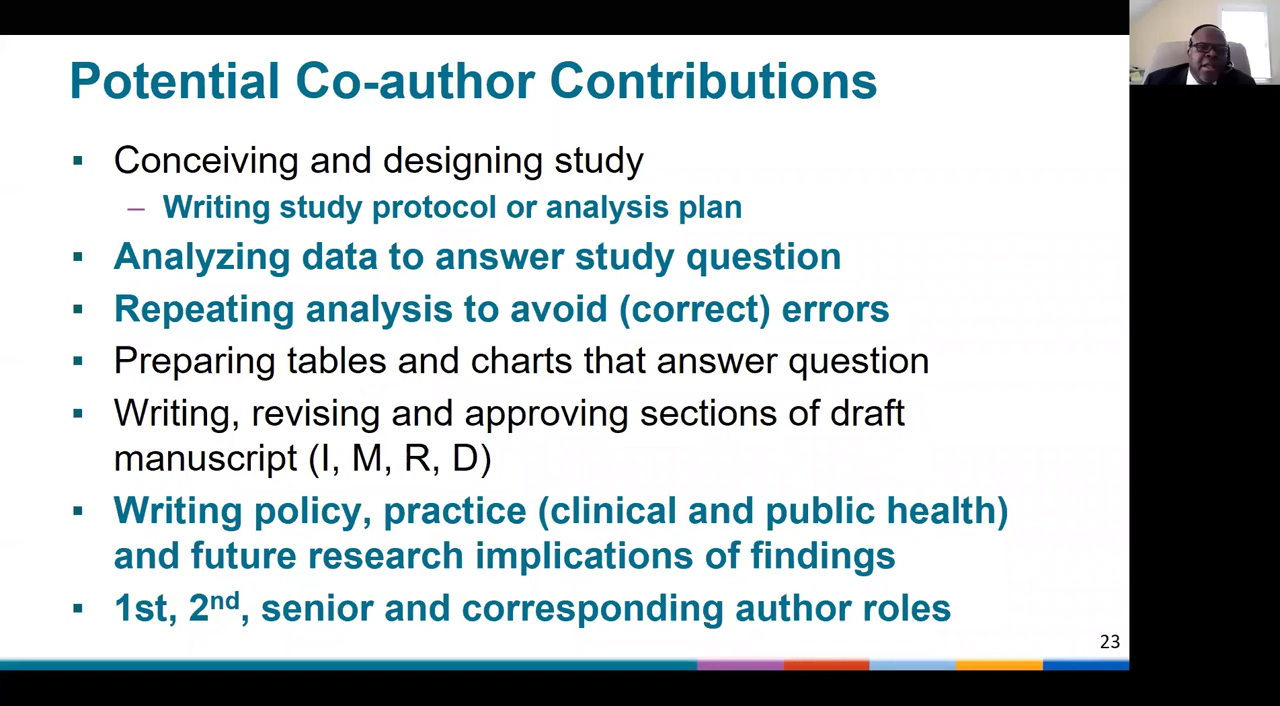 Potential Co-author Contributions
▪ Conceiving and designing study
– Writing study protocol or analysis plan
▪ Analyzing data to answer study question
▪ Repeating analysis to avoid (correct) errors
▪ Preparing tables and charts that answer question
▪ Writing, revising and approving sections of draft
manuscript (I, M, R, D)
▪ Writing policy, practice (clinical and public health)
and future research implications of findings
▪ 1st, 2nd, senior and corresponding author roles
23